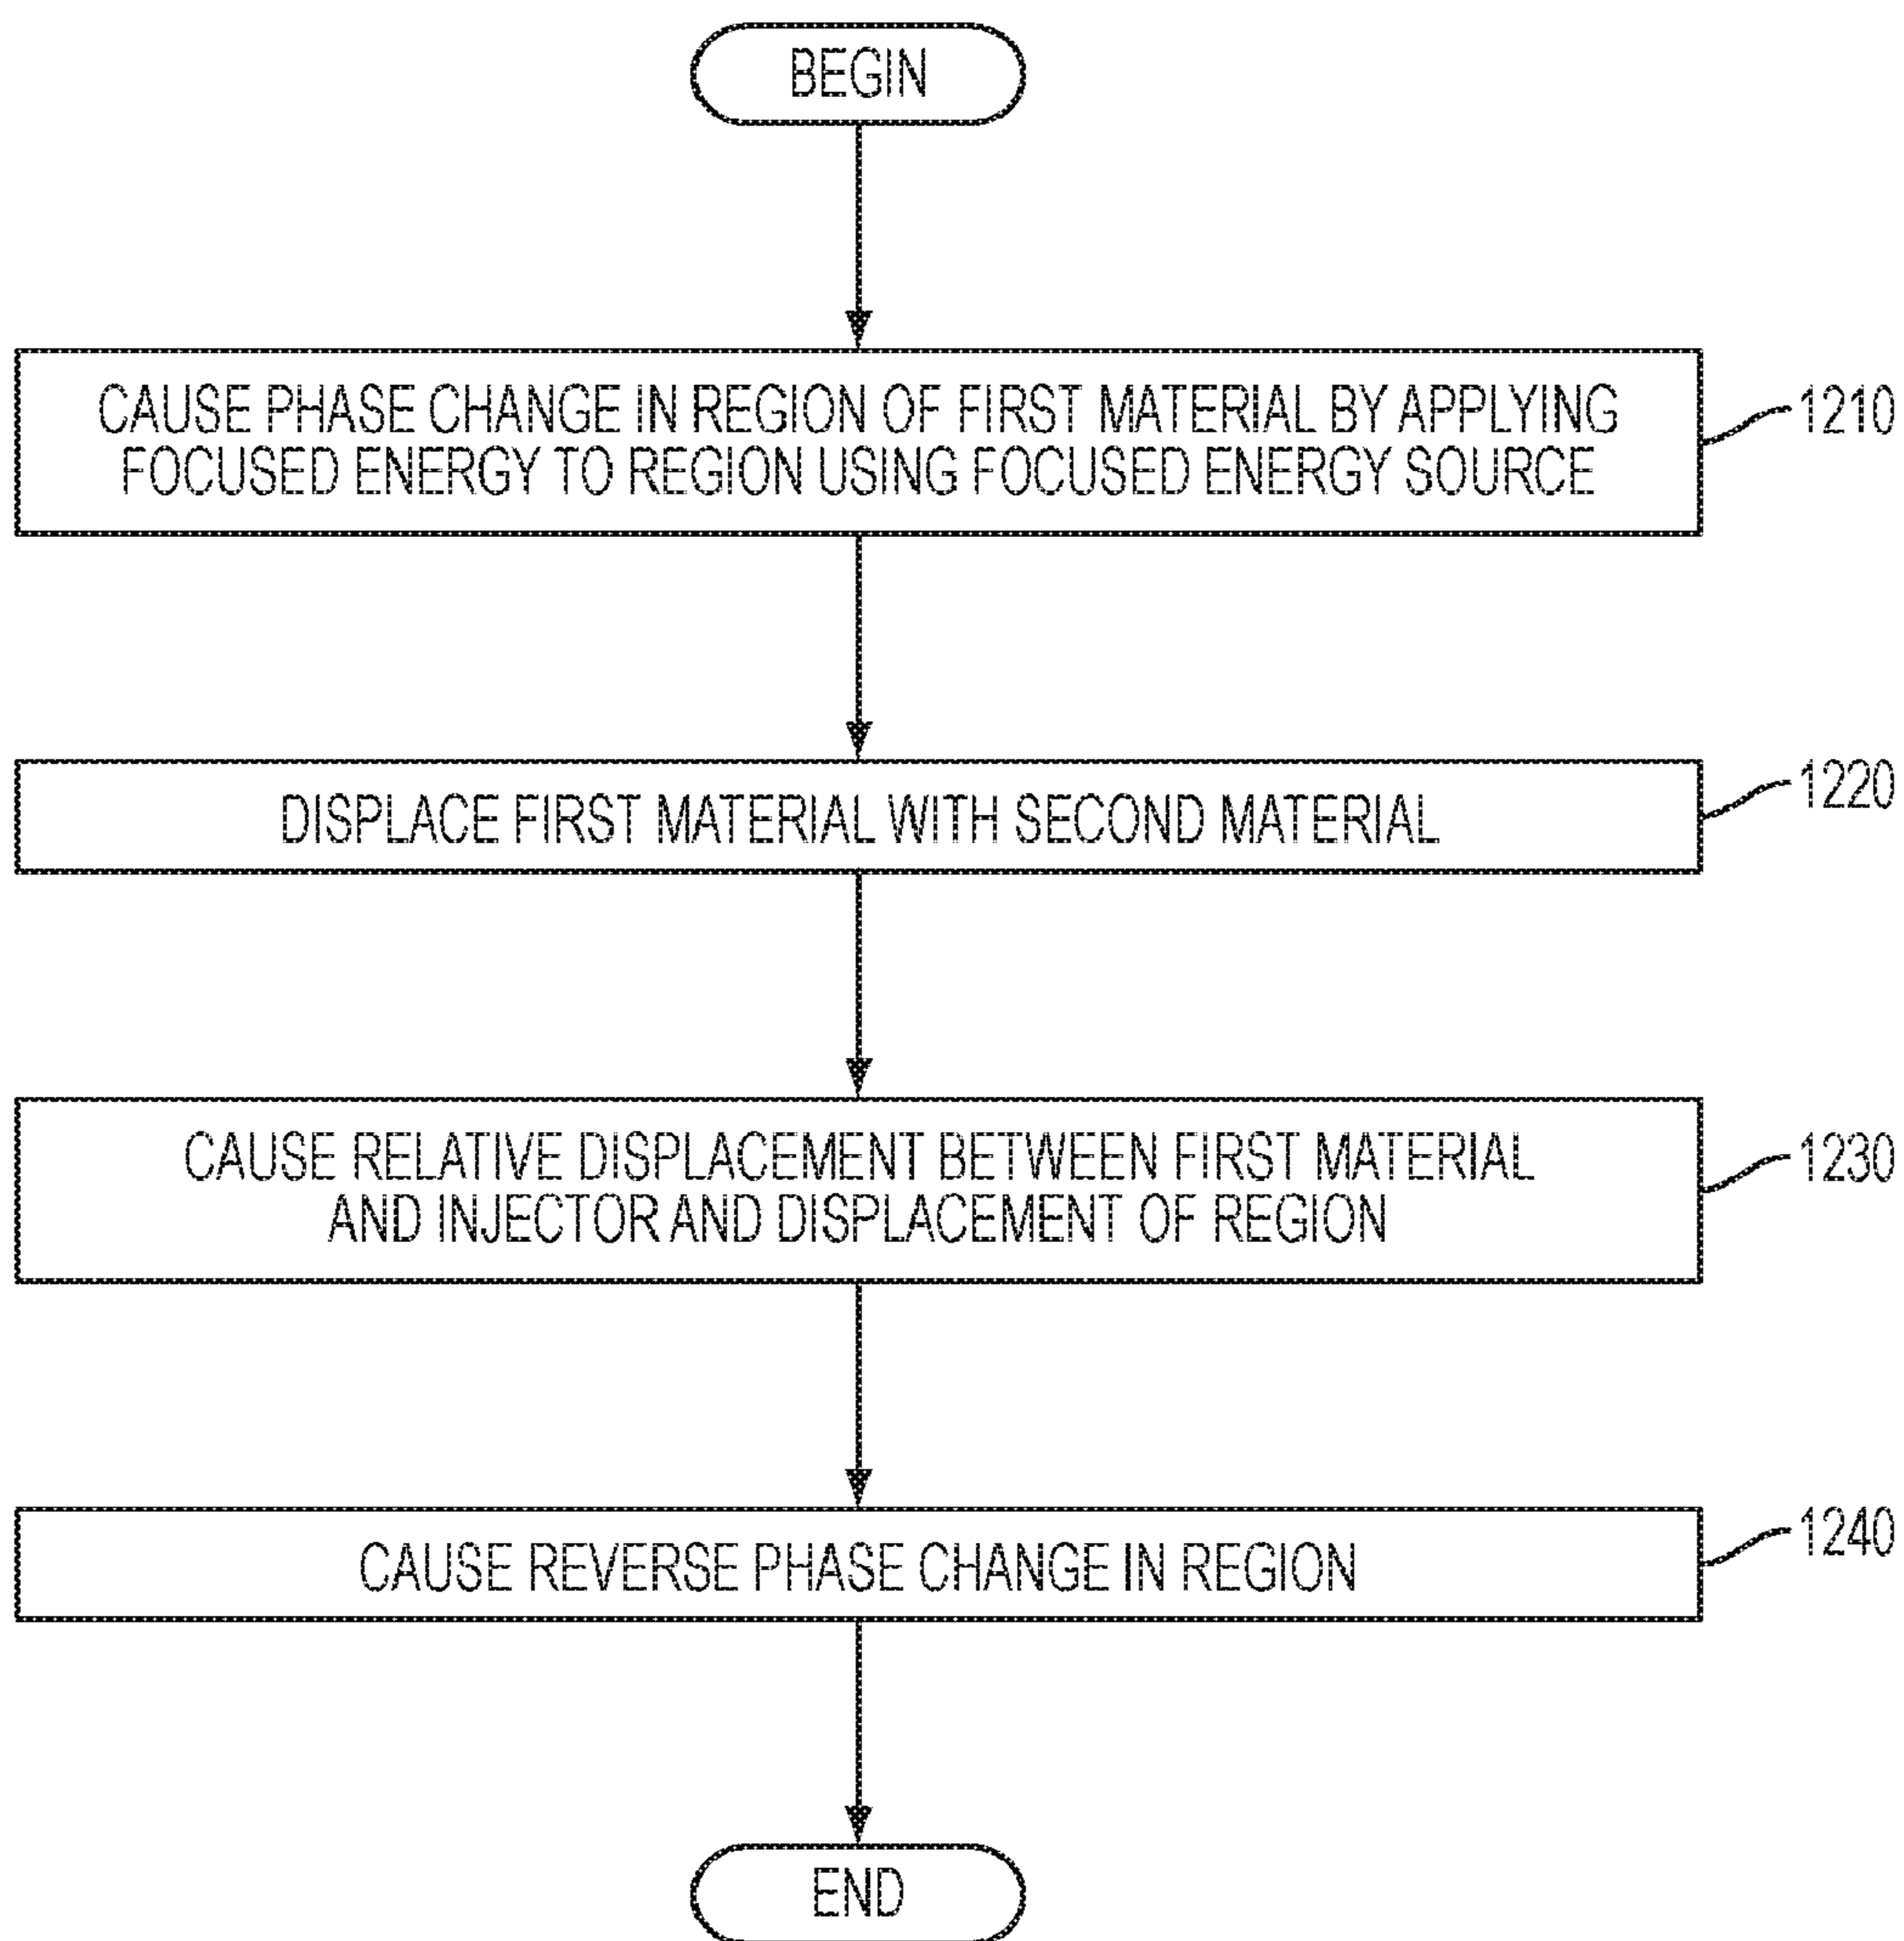 BEGIN
CAUSE PHASE CHANGE IN REGION OF FIRST MATERIAL BY APPLYING
FOCUSED ENERGY TO REGION USING FOCUSED ENERGY SOURCE
1210
DISPLACE FIRST MATERIAL WITH SECOND MATERIAL
1220
CAUSE RELATIVE DISPLACEMENT BETWEEN FIRST MATERIAL
AND INJECTOR AND DISPLACEMENT OF REGION
1230
CAUSE REVERSE PHASE CHANGE IN REGION
1240
END